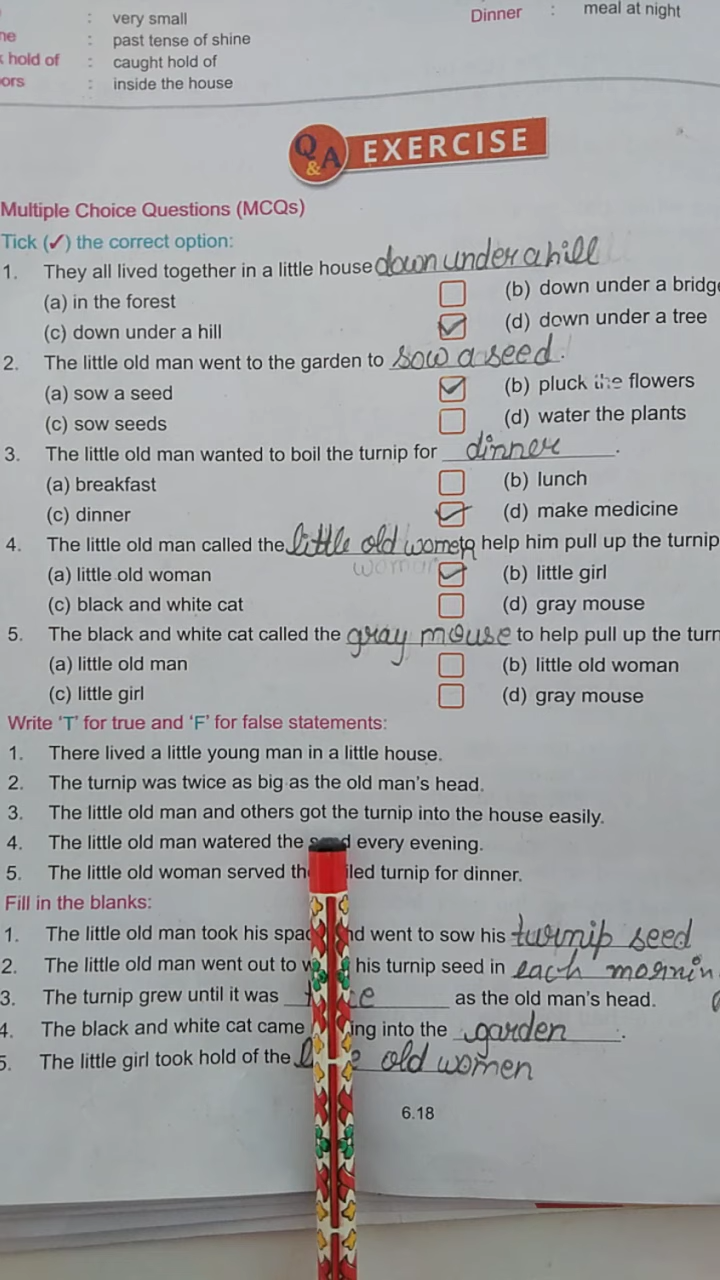 : very small
Dinner : meal at night
ne : past tense of shine
hold of : caught hold of
ors : inside the house
Q & A EXERCISE
Multiple Choice Questions (MCQs)
Tick (✓) the correct option:
1. They all lived together in a little house down under a hill
(a) in the forest (b) down under a bridge
(c) down under a hill (d) down under a tree
2. The little old man went to the garden to sow a seed.
(a) sow a seed (b) pluck the flowers
(c) sow seeds (d) water the plants
3. The little old man wanted to boil the turnip for dinner.
(a) breakfast (b) lunch
(c) dinner (d) make medicine
4. The little old man called the little old women to help him pull up the turnip
woman
(a) little old woman (b) little girl
(c) black and white cat (d) gray mouse
5. The black and white cat called the gray mouse to help pull up the turn
(a) little old man (b) little old woman
(c) little girl (d) gray mouse
Write 'T' for true and 'F' for false statements:
1. There lived a little young man in a little house.
2. The turnip was twice as big as the old man's head.
3. The little old man and others got the turnip into the house easily.
4. The little old man watered the every evening.
5. The little old woman served th iled turnip for dinner.
Fill in the blanks:
1. The little old man took his spad nd went to sow his turnip seed
2. The little old man went out to his turnip seed in each mornin
3. The turnip grew until it was as the old man's head.
4. The black and white cat came ing into the garden.
5. The little girl took hold of the old women
6.18